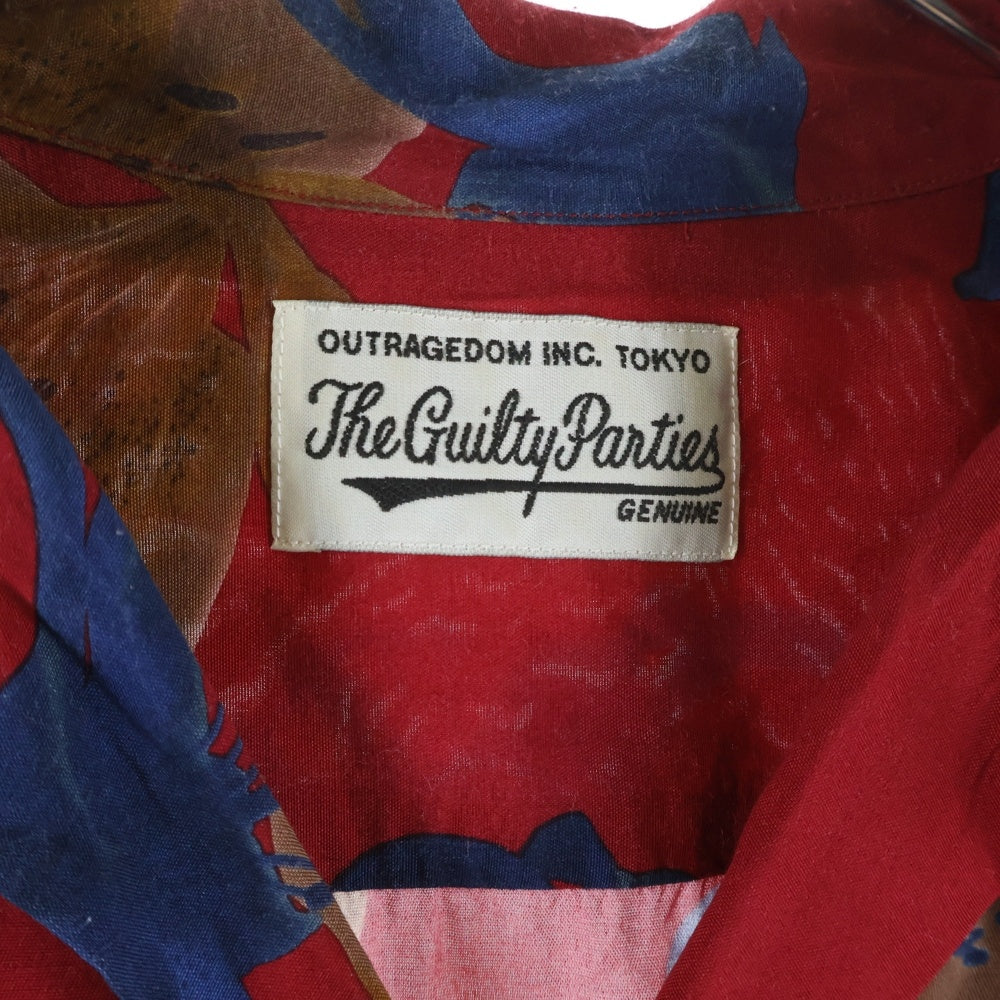 OUTRAGEDOM INC. TOKYO
The Guilty Parties
GENUINE